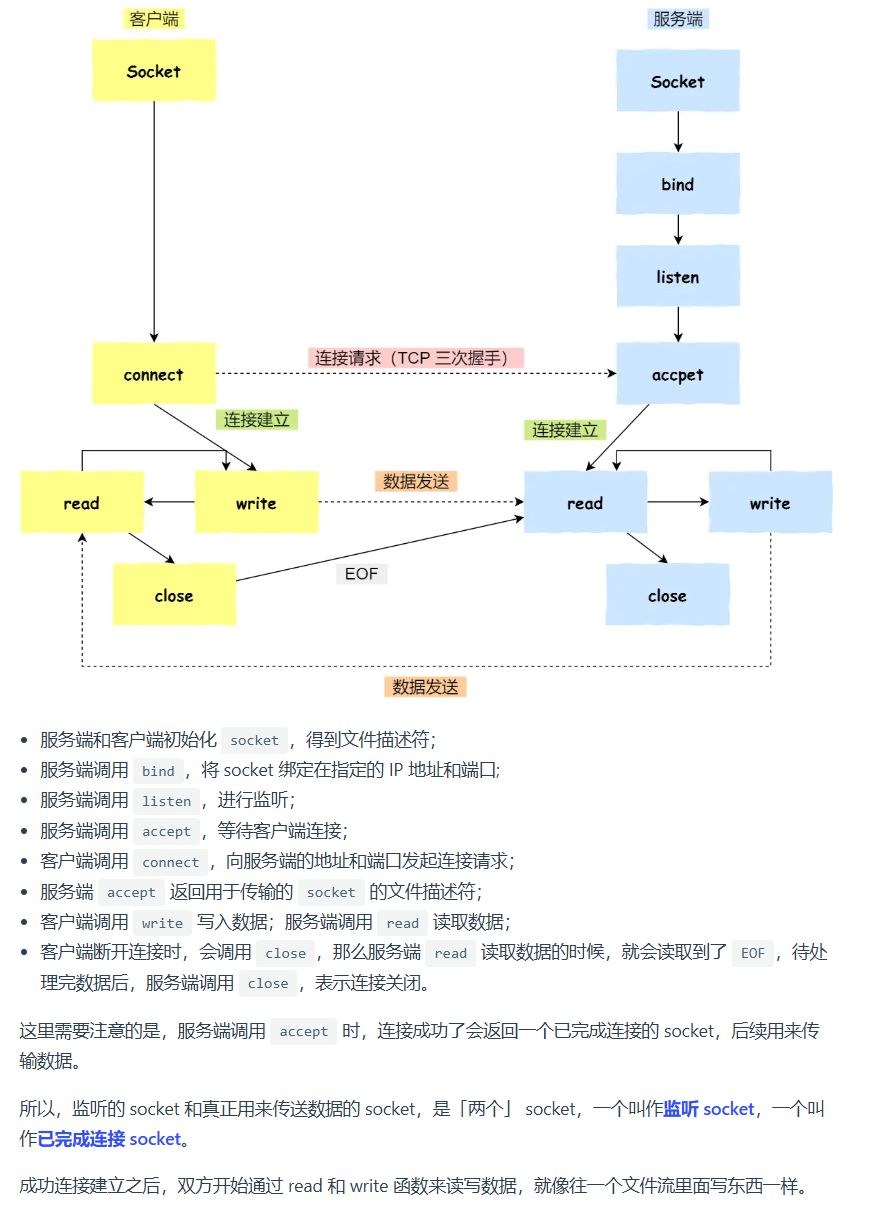 客户端
服务端
Socket
Socket
bind
listen
connect
连接请求（TCP 三次握手）
accpet
连接建立
连接建立
read
write
数据发送
read
write
close
EOF
close
数据发送
• 服务端和客户端初始化 socket，得到文件描述符；
• 服务端调用 bind，将 socket 绑定在指定的 IP 地址和端口;
• 服务端调用 listen，进行监听；
• 服务端调用 accept，等待客户端连接；
• 客户端调用 connect，向服务端的地址和端口发起连接请求；
• 服务端 accept 返回用于传输的 socket 的文件描述符；
• 客户端调用 write 写入数据；服务端调用 read 读取数据；
• 客户端断开连接时，会调用 close，那么服务端 read 读取数据的时候，就会读取到了 EOF，待处
理完数据后，服务端调用 close，表示连接关闭。
这里需要注意的是，服务端调用 accept 时，连接成功了会返回一个已完成连接的 socket，后续用来传
输数据。
所以，监听的 socket 和真正用来传送数据的 socket，是「两个」 socket，一个叫作监听 socket，一个叫
作已完成连接 socket。
成功连接建立之后，双方开始通过 read 和 write 函数来读写数据，就像往一个文件流里面写东西一样。